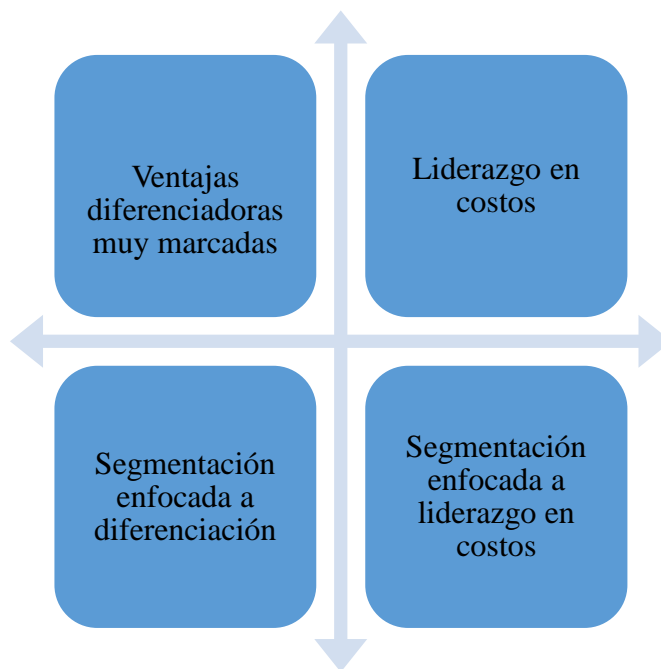 Ventajas
diferenciadoras
muy marcadas
Liderazgo en
costos
Segmentación
enfocada a
diferenciación
Segmentación
enfocada a
liderazgo en
costos